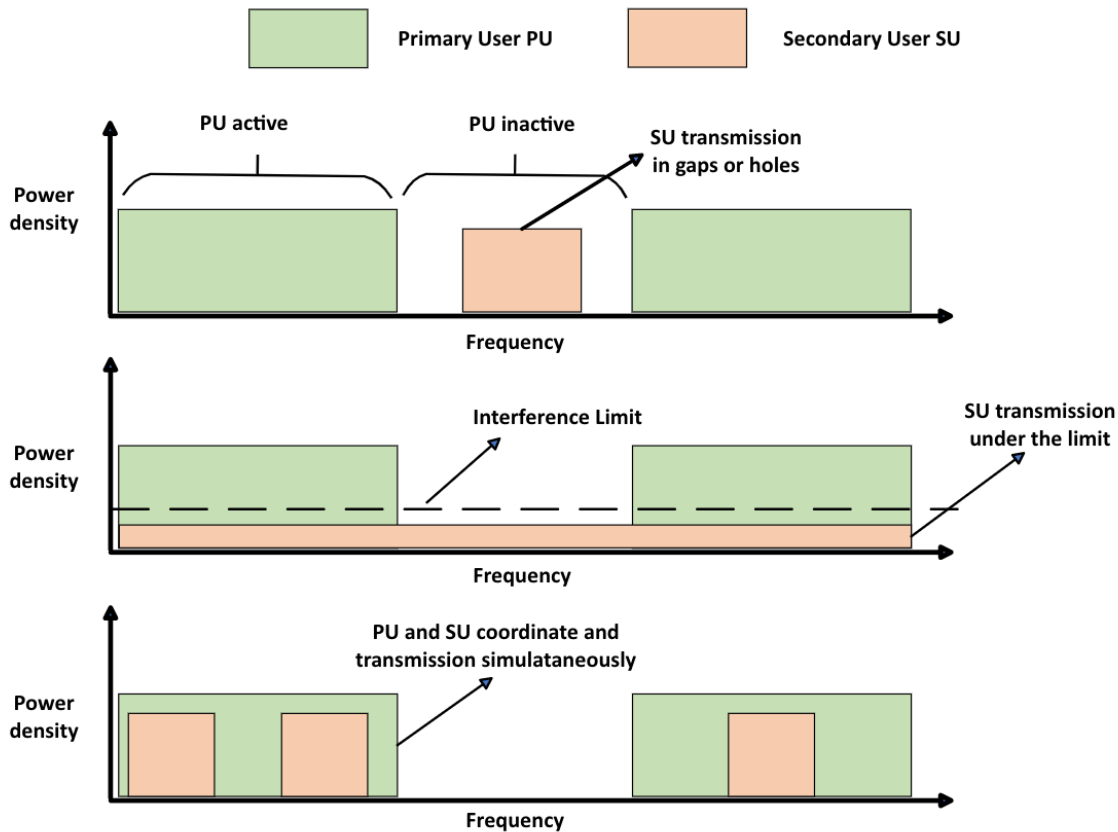 Primary User PU
Secondary User SU
PU active
PU inactive
SU transmission
in gaps or holes
Power
density
Frequency
Interference Limit
SU transmission
under the limit
Power
density
Frequency
PU and SU coordinate and
transmission simulataneously
Power
density
Frequency